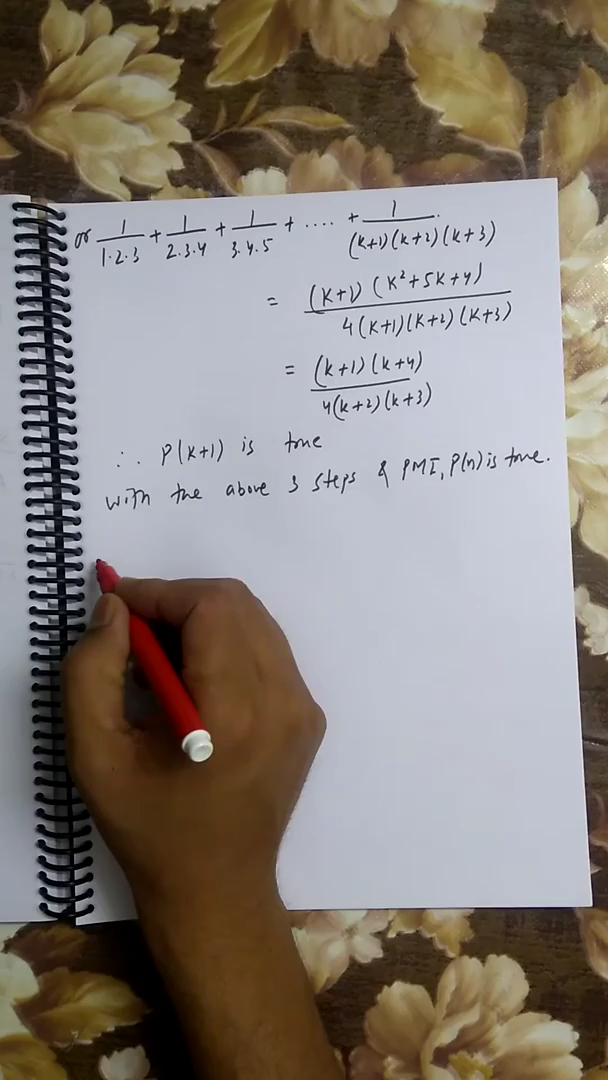 or 1/1·2·3 + 1/2·3·4 + 1/3·4·5 + .... + 1/(k+1)(k+2)(k+3)
= (k+1) (k²+5k+4)/4(k+1)(k+2)(k+3)
= (k+1)(k+4)/4(k+2)(k+3)
∴ P(k+1) is true
with the above 3 steps & PMI, P(n) is true.